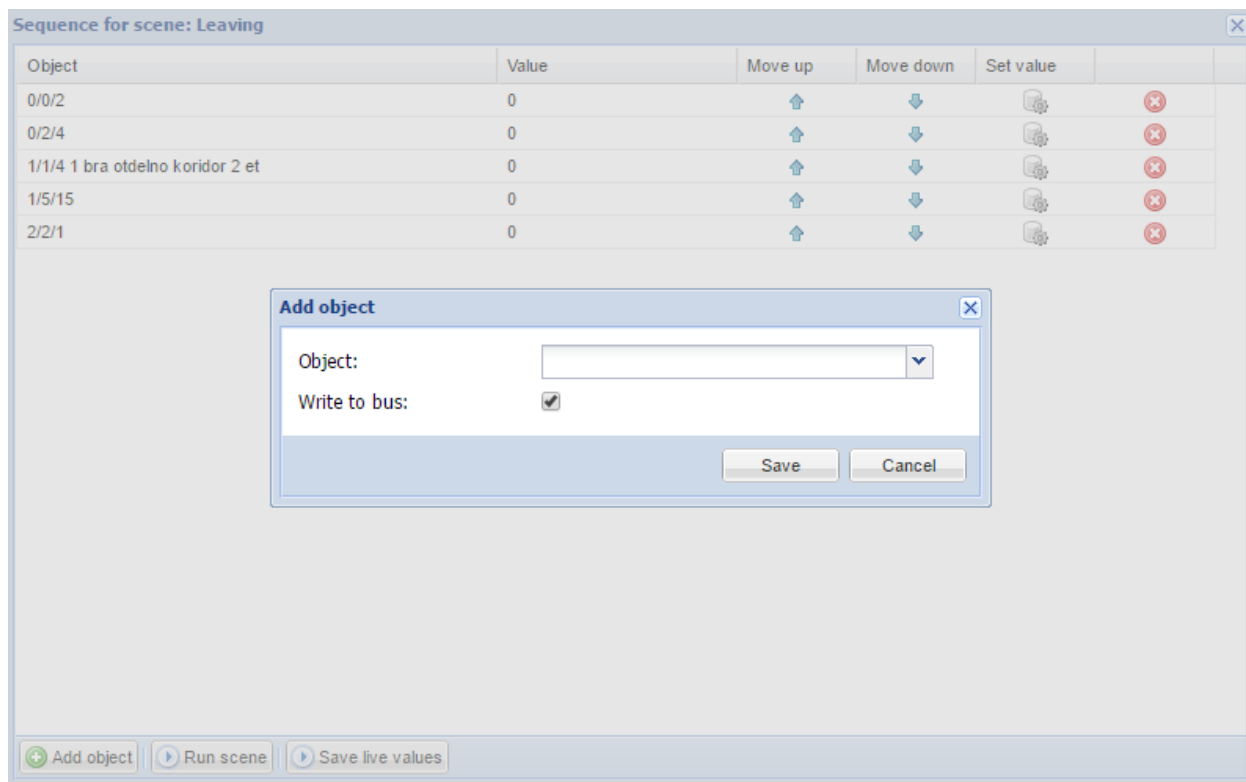 Sequence for scene: Leaving
Object Value Move up Move down Set value
0/0/2 0
0/2/4 0
1/1/4 1 bra otdelno koridor 2 et 0
1/5/15 0
2/2/1 0
Add object
Object:
Write to bus:
Save Cancel
Add object Run scene Save live values